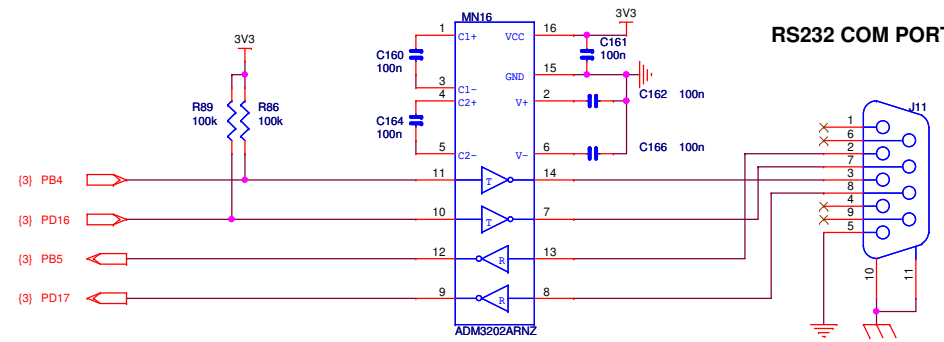 RS232 COM PORT
3V3
R89
100k
R86
100k
{3} PB4
{3} PD16
{3} PB5
{3} PD17
MN16
1
C1+
C160
100n
3
C1-
4
C2+
C164
100n
5
C2-
11
T
10
T
12
R
9
R
ADM3202ARNZ
VCC
16
GND
15
V+
2
V-
6
14
7
13
8
3V3
C161
100n
C162 100n
C166 100n
J11
1
6
2
7
3
8
4
9
5
10
11